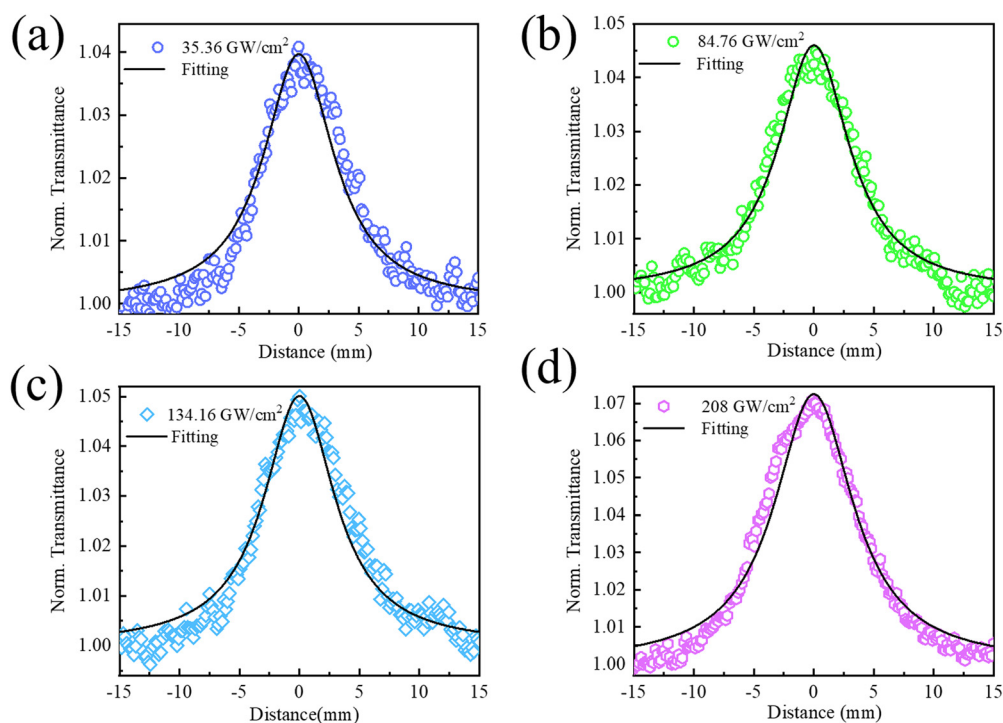 (a)
35.36 GW/cm²
Fitting
Norm. Transmittance
1.04
1.03
1.02
1.01
1.00
-15 -10 -5 0 5 10 15
Distance (mm)
(b)
84.76 GW/cm²
Fitting
Norm. Transmittance
1.05
1.04
1.03
1.02
1.01
1.00
-15 -10 -5 0 5 10 15
Distance (mm)
(c)
134.16 GW/cm²
Fitting
Norm. Transmittance
1.05
1.04
1.03
1.02
1.01
1.00
-15 -10 -5 0 5 10 15
Distance(mm)
(d)
208 GW/cm²
Fitting
Norm. Transmittance
1.07
1.06
1.05
1.04
1.03
1.02
1.01
1.00
-15 -10 -5 0 5 10 15
Distance (mm)